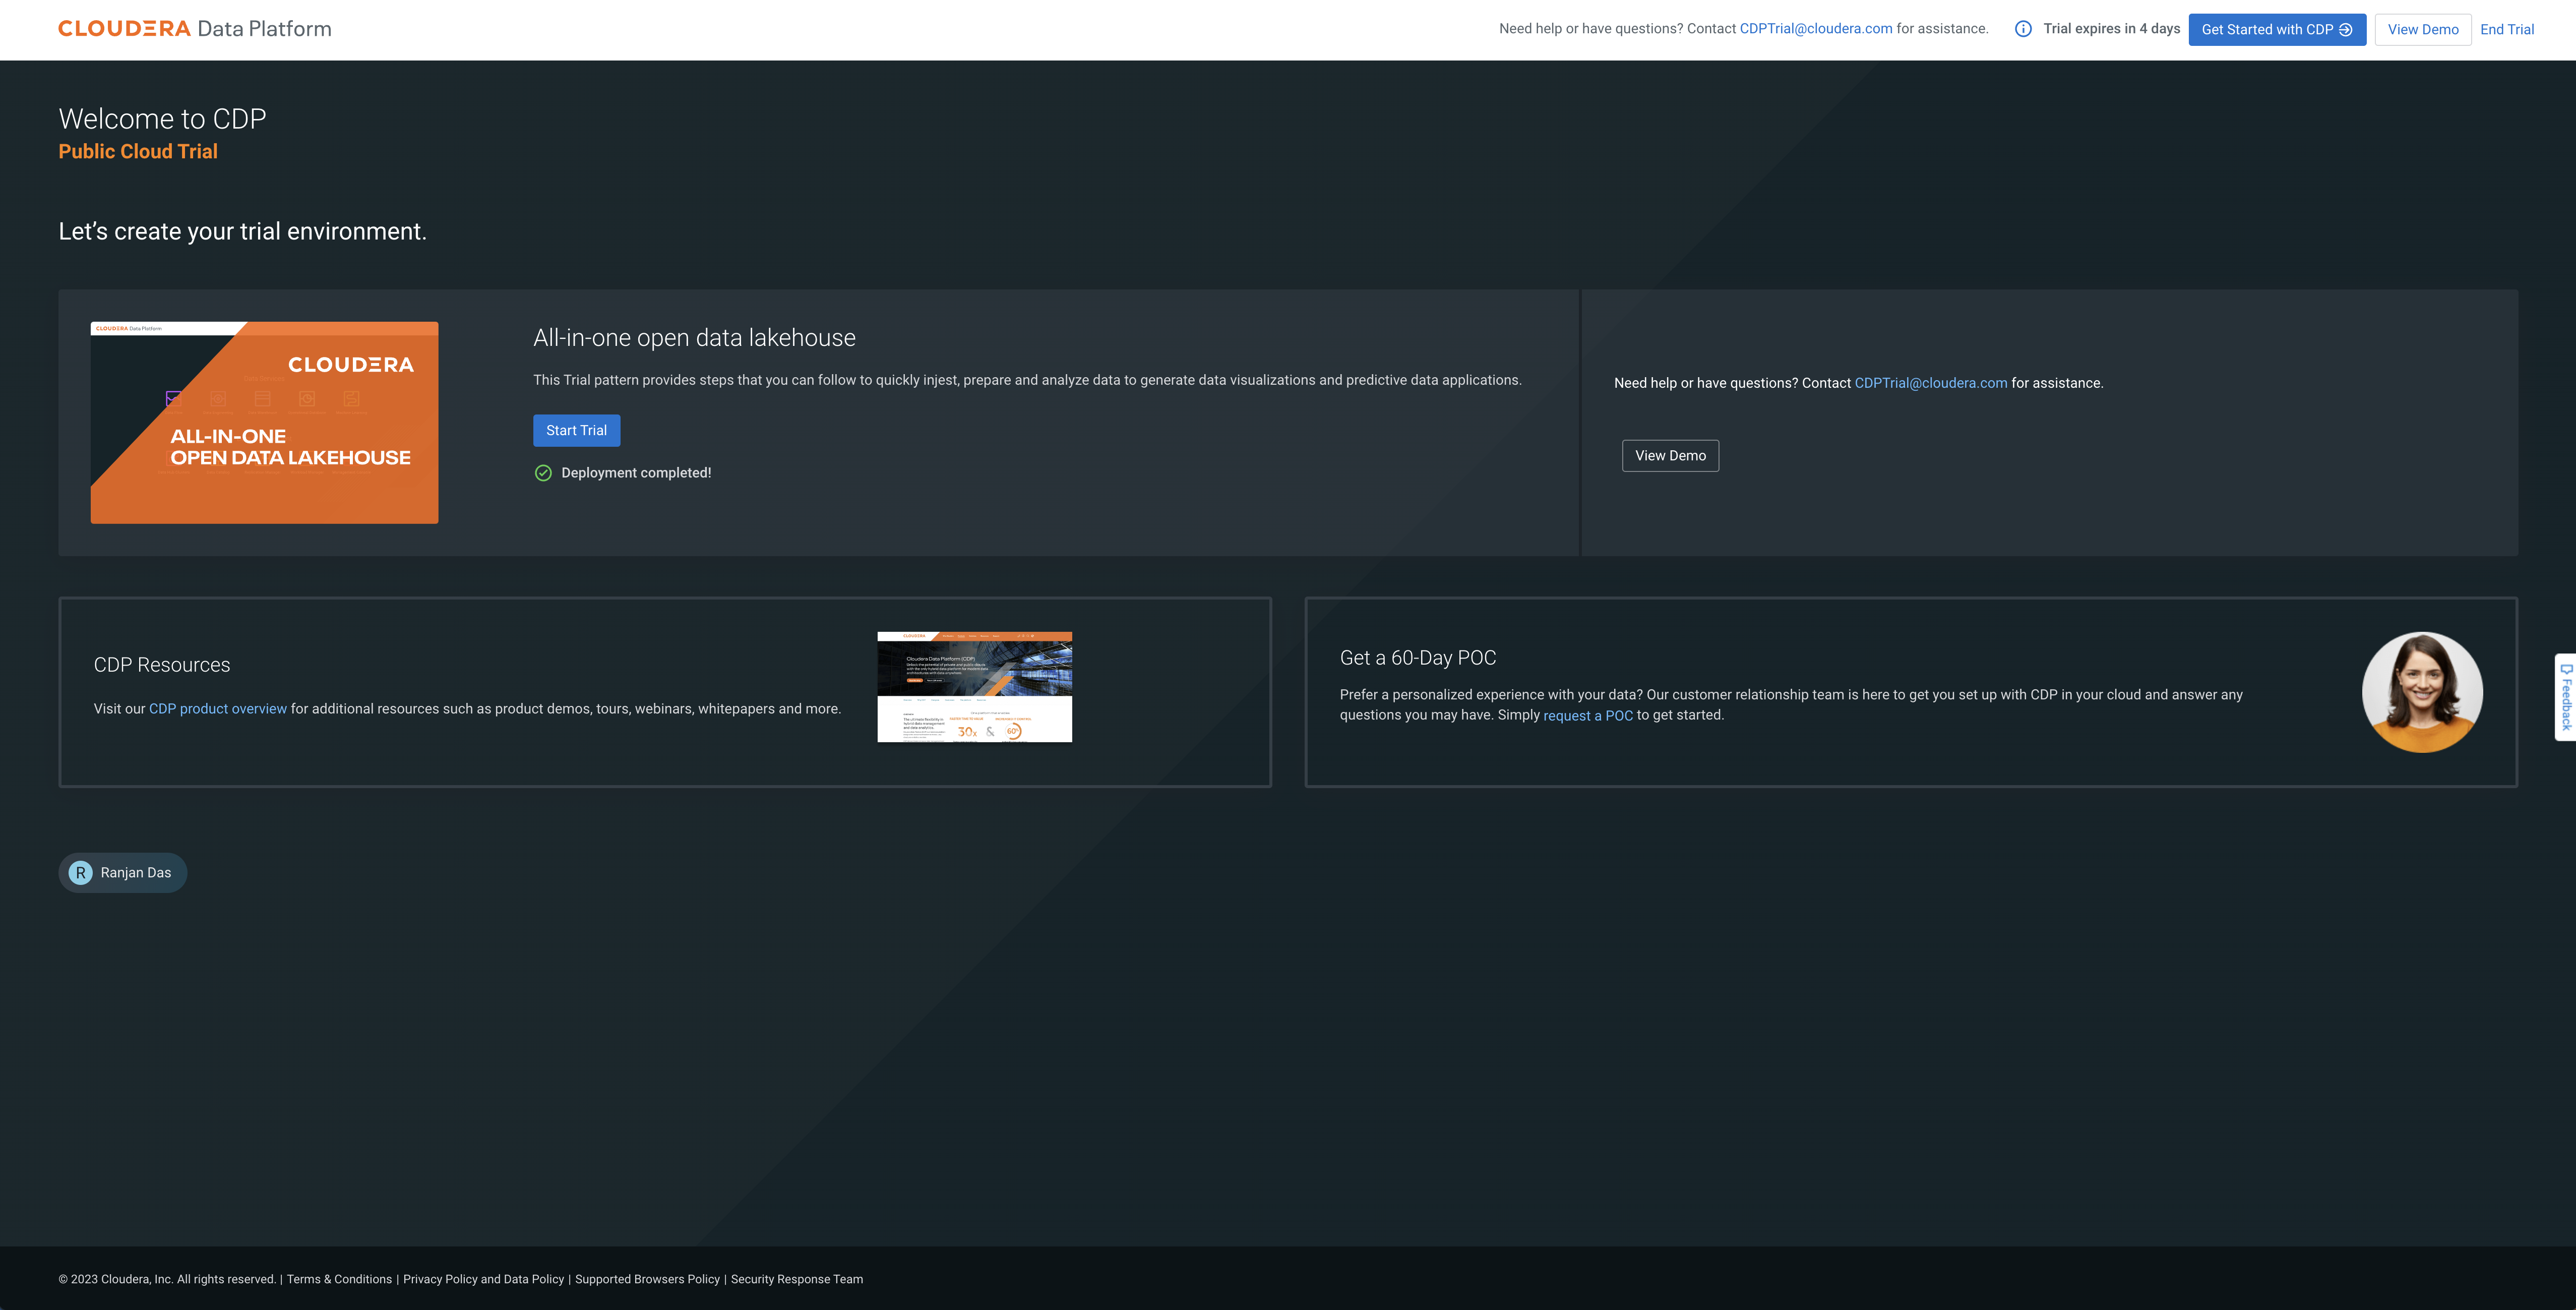 CLOUDERA Data Platform
Need help or have questions? Contact CDPTrial@cloudera.com for assistance.
Trial expires in 4 days
Get Started with CDP
View Demo
End Trial
Welcome to CDP
Public Cloud Trial
Let's create your trial environment.
CLOUDERA Data Platform
CLOUDERA
ALL-IN-ONE
OPEN DATA LAKEHOUSE
All-in-one open data lakehouse
This Trial pattern provides steps that you can follow to quickly injest, prepare and analyze data to generate data visualizations and predictive data applications.
Start Trial
Deployment completed!
Need help or have questions? Contact CDPTrial@cloudera.com for assistance.
View Demo
CDP Resources
Visit our CDP product overview for additional resources such as product demos, tours, webinars, whitepapers and more.
CLOUDERA
Cloudera Data Platform (CDP)
30x & 60%
Get a 60-Day POC
Prefer a personalized experience with your data? Our customer relationship team is here to get you set up with CDP in your cloud and answer any
questions you may have. Simply request a POC to get started.
Feedback
R Ranjan Das
© 2023 Cloudera, Inc. All rights reserved. | Terms & Conditions | Privacy Policy and Data Policy | Supported Browsers Policy | Security Response Team